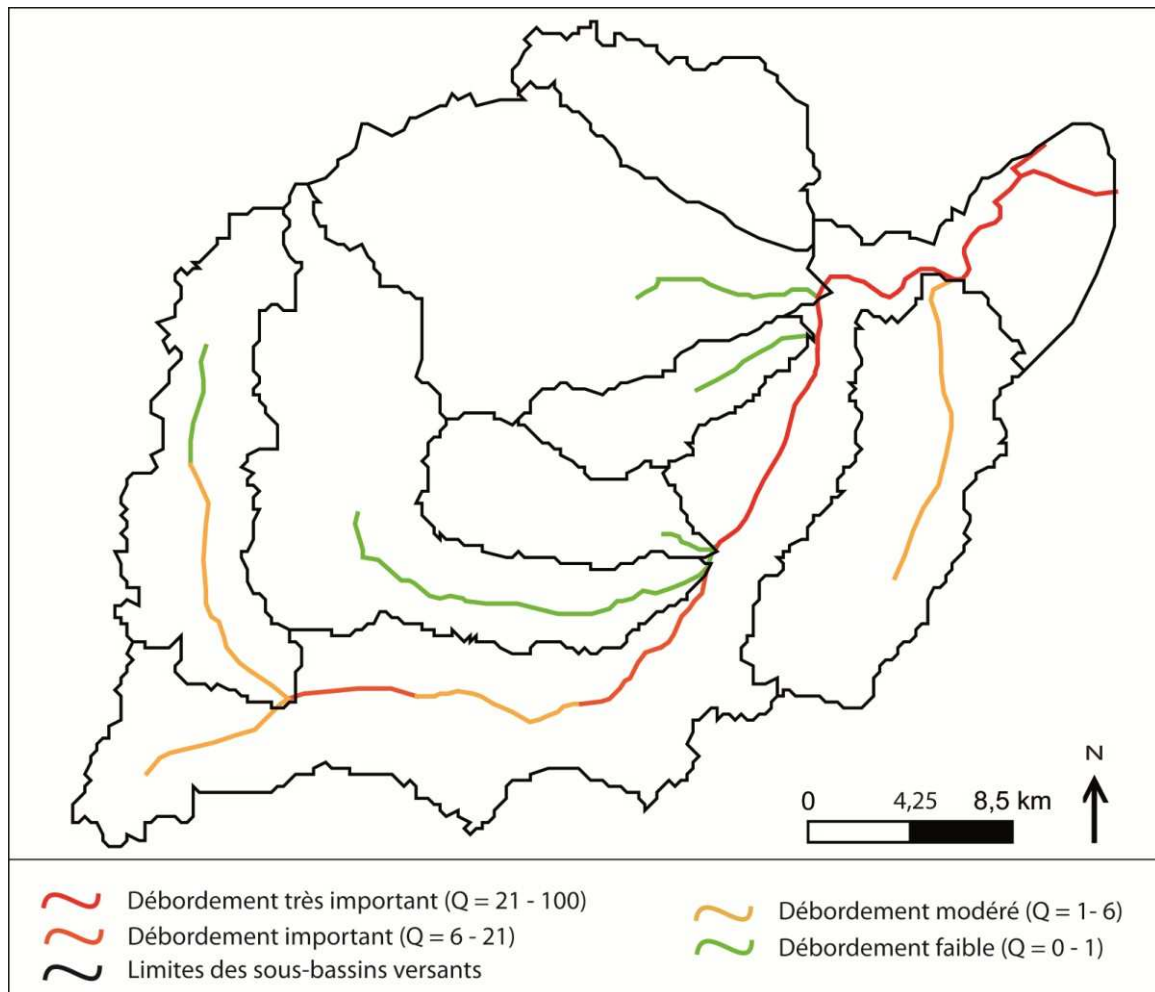 N
0 4,25 8,5 km
Débordement très important (Q = 21 - 100)
Débordement important (Q = 6 - 21)
Limites des sous-bassins versants
Débordement modéré (Q = 1- 6)
Débordement faible (Q = 0 - 1)